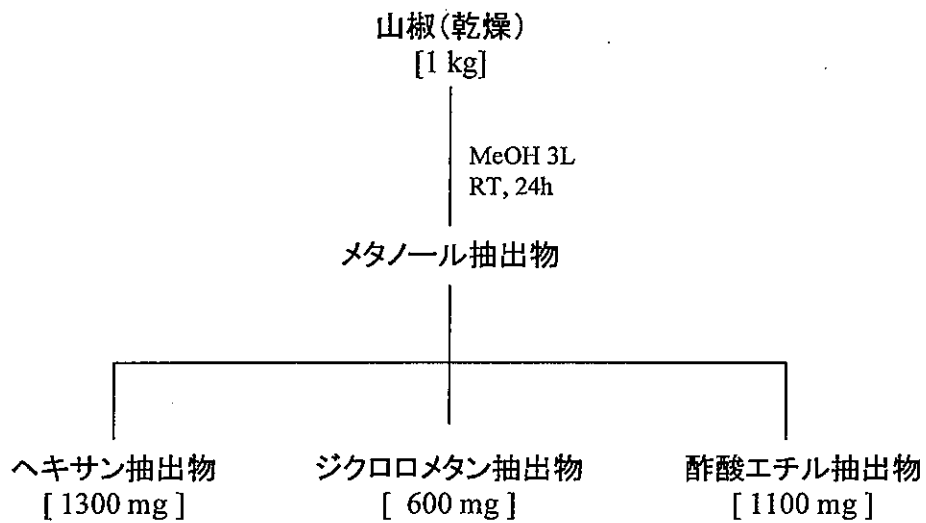 山椒(乾燥)
[1 kg]
MeOH 3L
RT, 24h
メタノール抽出物
ヘキサン抽出物
[ 1300 mg ]
ジクロロメタン抽出物
[ 600 mg ]
酢酸エチル抽出物
[ 1100 mg ]